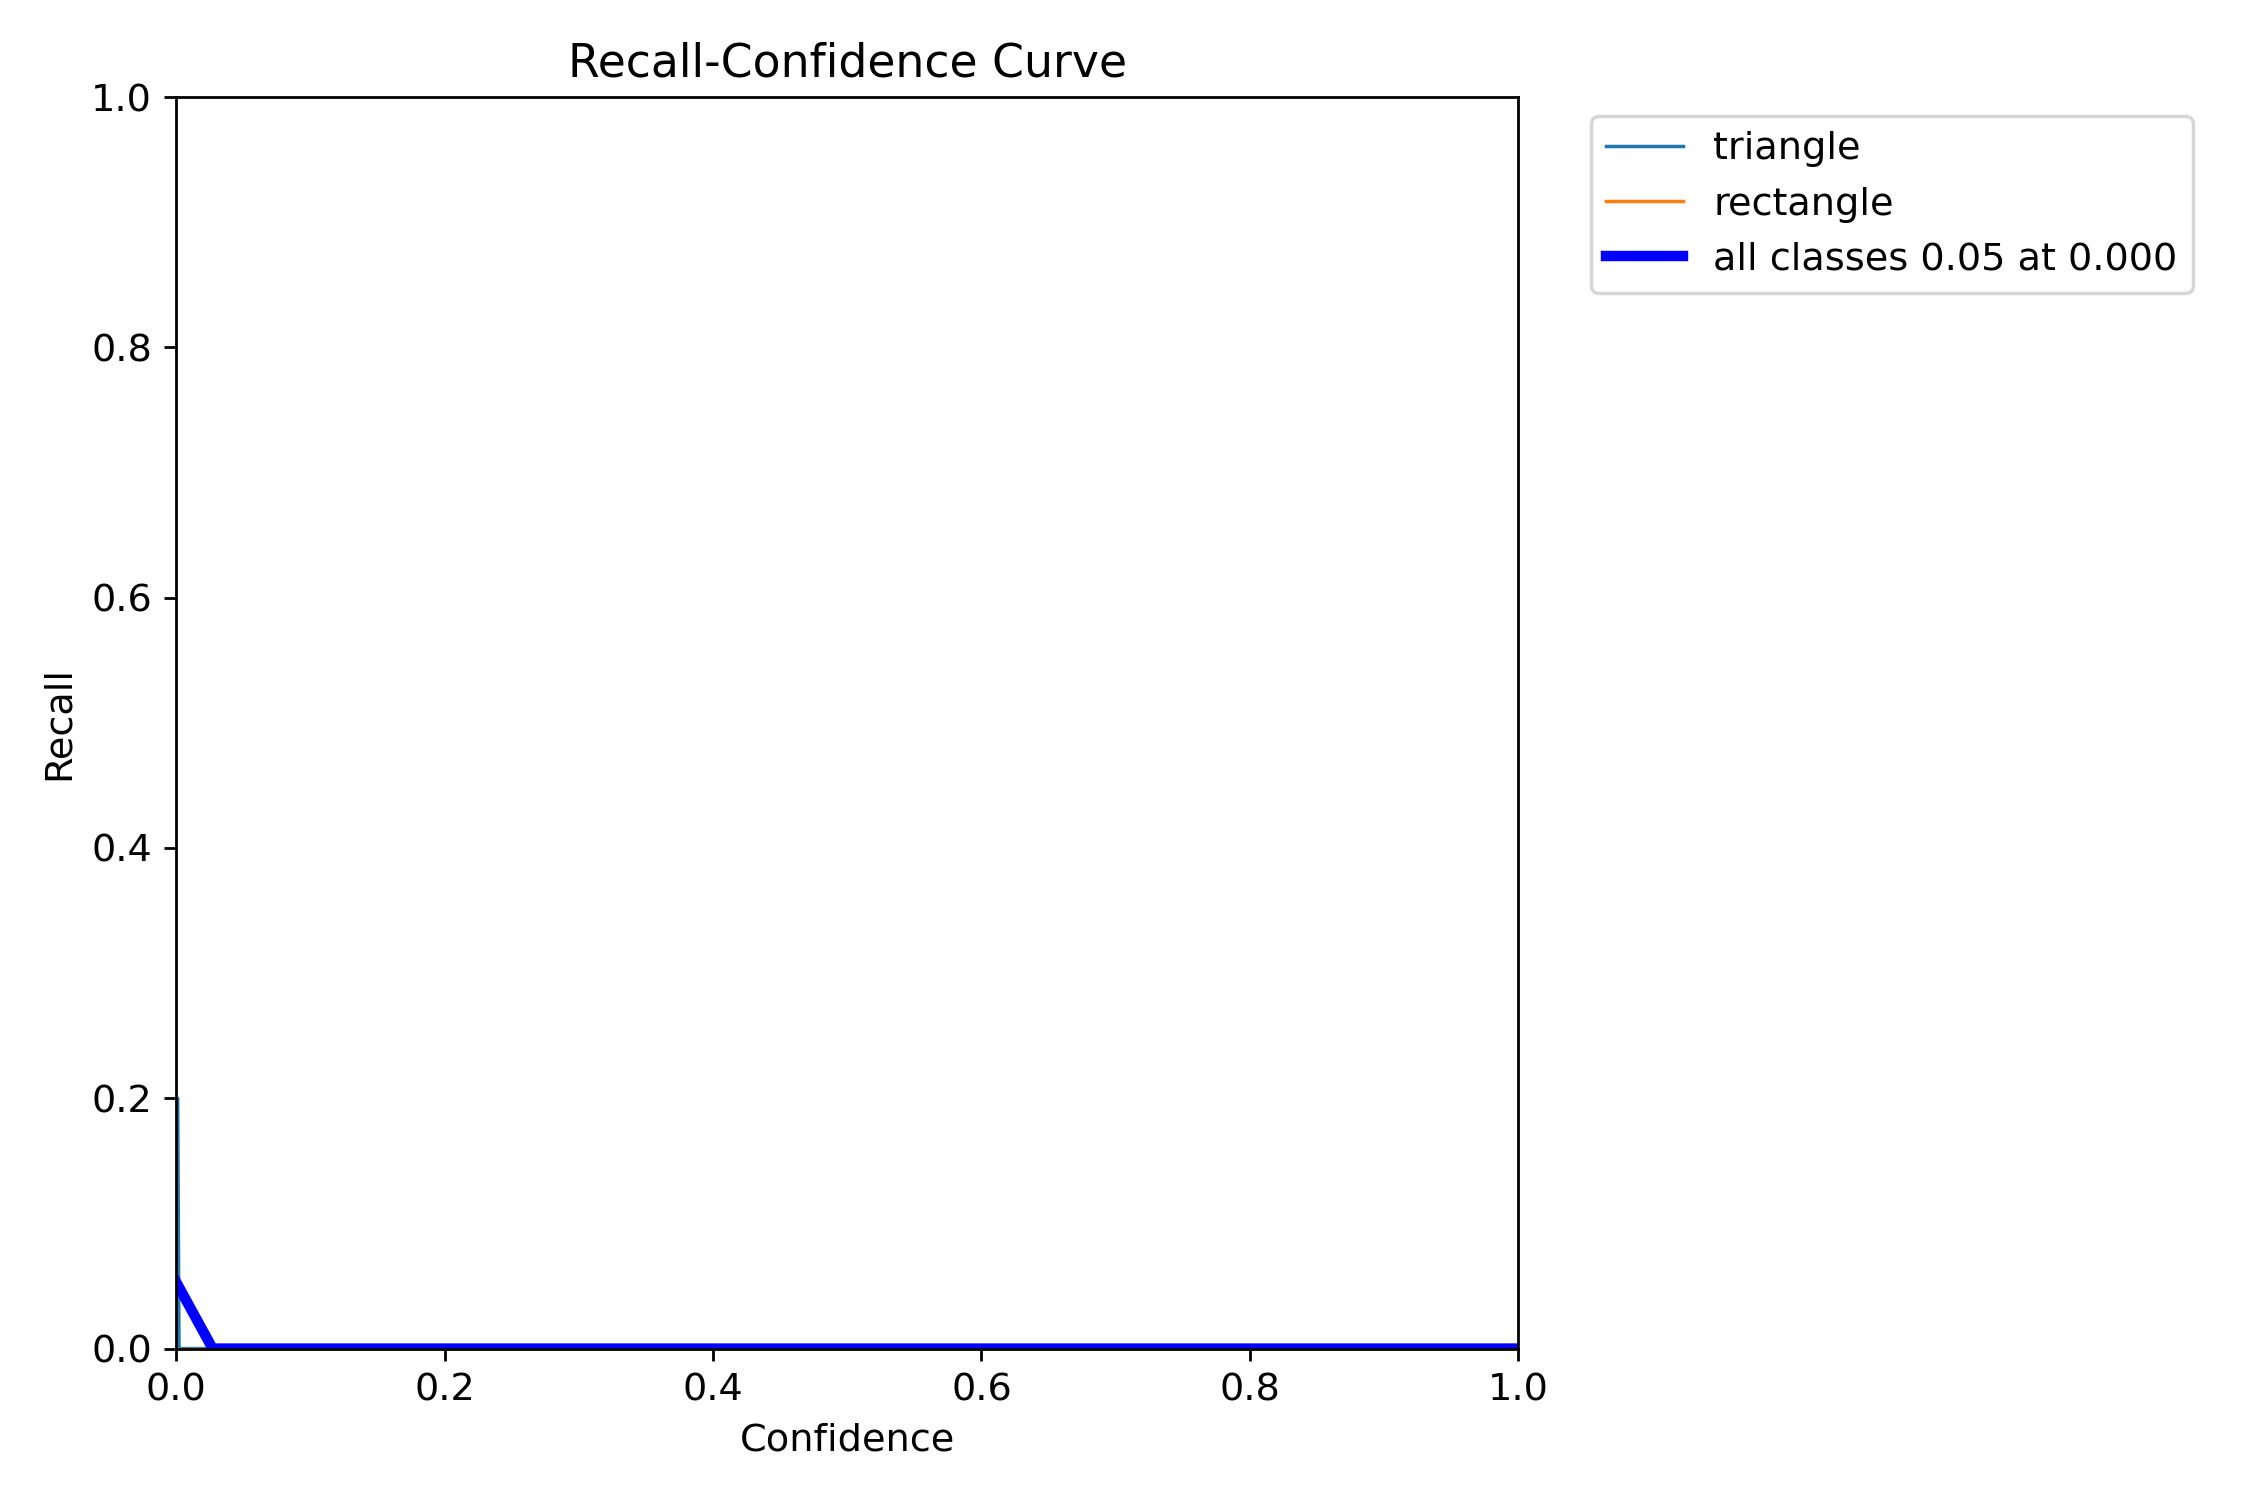 Recall-Confidence Curve
1.0
0.8
0.6
0.4
0.2
0.0
Recall
0.0 0.2 0.4 0.6 0.8 1.0
Confidence
triangle
rectangle
all classes 0.05 at 0.000